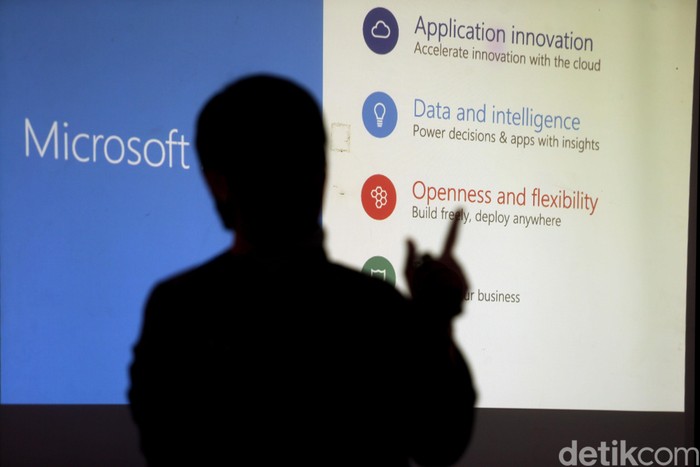 Microsoft
Application innovation
Accelerate innovation with the cloud
Data and intelligence
Power decisions & apps with insights
Openness and flexibility
Build freely, deploy anywhere
business
detikcom